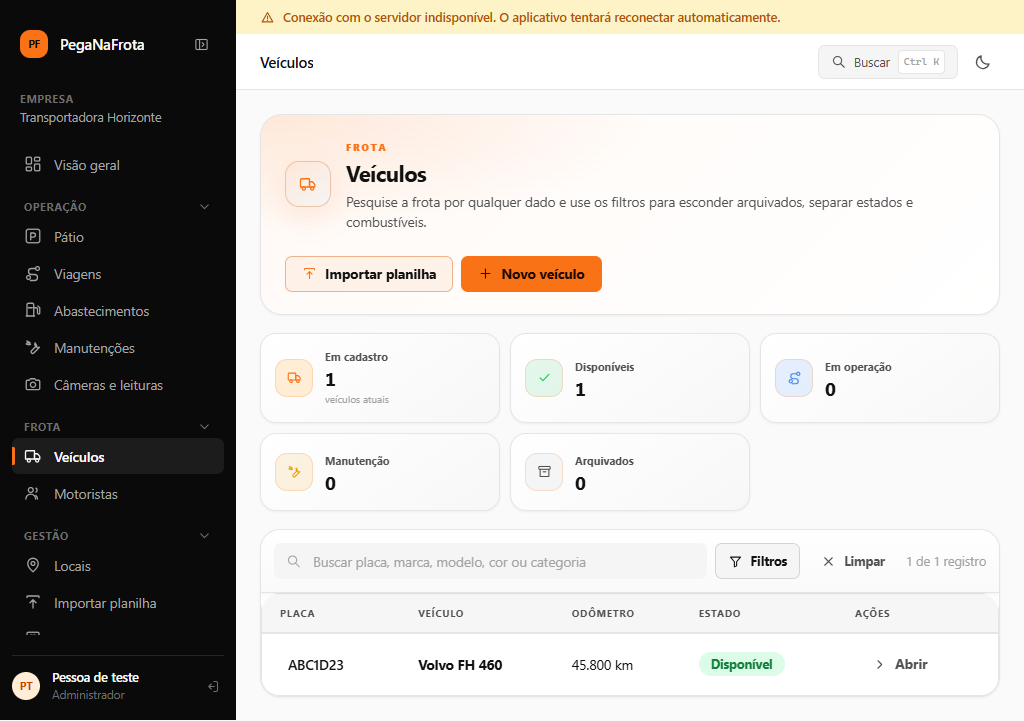 Conexão com o servidor indisponível. O aplicativo tentará reconectar automaticamente.
PF PegaNaFrota
EMPRESA
Transportadora Horizonte
Visão geral
OPERAÇÃO
Pátio
Viagens
Abastecimentos
Manutenções
Câmeras e leituras
FROTA
Veículos
Motoristas
GESTÃO
Locais
Importar planilha
PT Pessoa de teste
Administrador
Veículos
Buscar Ctrl K
FROTA
Veículos
Pesquise a frota por qualquer dado e use os filtros para esconder arquivados, separar estados e
combustíveis.
Importar planilha
Novo veículo
Em cadastro
1
veículos atuais
Disponíveis
1
Em operação
0
Manutenção
0
Arquivados
0
Buscar placa, marca, modelo, cor ou categoria
Filtros
Limpar
1 de 1 registro
PLACA VEÍCULO ODÔMETRO ESTADO AÇÕES
ABC1D23 Volvo FH 460 45.800 km Disponível Abrir